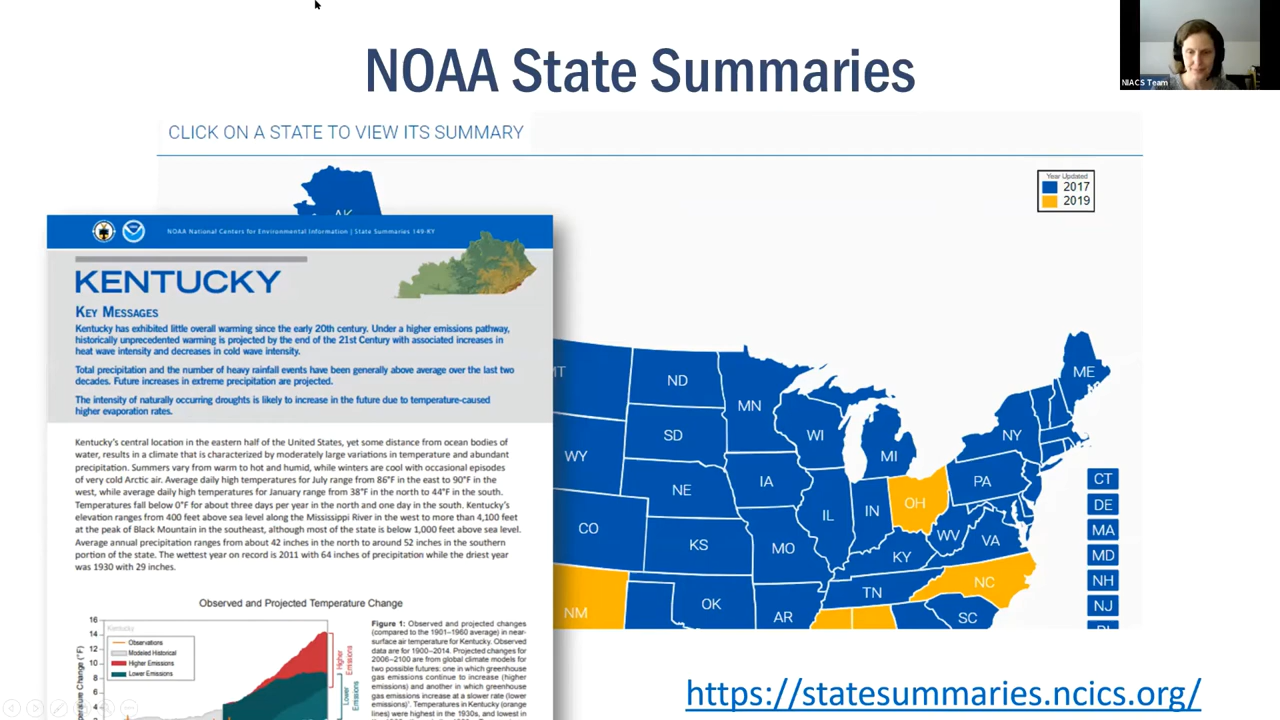 NOAA State Summaries
NIACS Team
CLICK ON A STATE TO VIEW ITS SUMMARY
Year Updated
2017
2019
AK
NOAA National Centers for Environmental Information | State Summaries 149-KY
KENTUCKY
KEY MESSAGES
Kentucky has exhibited little overall warming since the early 20th century. Under a higher emissions pathway,
historically unprecedented warming is projected by the end of the 21st Century with associated increases in
heat wave intensity and decreases in cold wave intensity.
Total precipitation and the number of heavy rainfall events have been generally above average over the last two
decades. Future increases in extreme precipitation are projected.
The intensity of naturally occurring droughts is likely to increase in the future due to temperature-caused
higher evaporation rates.
Kentucky's central location in the eastern half of the United States, yet some distance from ocean bodies of
water, results in a climate that is characterized by moderately large variations in temperature and abundant
precipitation. Summers vary from warm to hot and humid, while winters are cool with occasional episodes
of very cold Arctic air. Average daily high temperatures for July range from 86°F in the east to 90°F in the
west, while average daily high temperatures for January range from 38°F in the north to 44°F in the south.
Temperatures fall below 0°F for about three days per year in the north and one day in the south. Kentucky's
elevation ranges from 400 feet above sea level along the Mississippi River in the west to more than 4,100 feet
at the peak of Black Mountain in the southeast, although most of the state is below 1,000 feet above sea level.
Average annual precipitation ranges from about 42 inches in the north to around 52 inches in the southern
portion of the state. The wettest year on record is 2011 with 64 inches of precipitation while the driest year
was 1930 with 29 inches.
Observed and Projected Temperature Change
16
14
12
10
8
6
4
2
Kentucky
Observations
Modeled Historical
Higher Emissions
Lower Emissions
Higher
Emissions
Lower
Emissions
Figure 1: Observed and projected changes
(compared to the 1901–1960 average) in near-
surface air temperature for Kentucky. Observed
data are for 1900-2014. Projected changes for
2006–2100 are from global climate models for
two possible futures: one in which greenhouse
gas emissions continue to increase (higher
emissions) and another in which greenhouse
gas emissions increase at a slower rate (lower
emissions)¹. Temperatures in Kentucky (orange
lines) were highest in the 1930s, and lowest in
MT
ND
MN
ME
SD
WI
NY
WY
MI
NE
IA
PA
CO
IL
IN
OH
KS
MO
WV
VA
KY
NM
OK
AR
TN
NC
SC
CT
DE
MA
MD
NH
NJ
https://statesummaries.ncics.org/